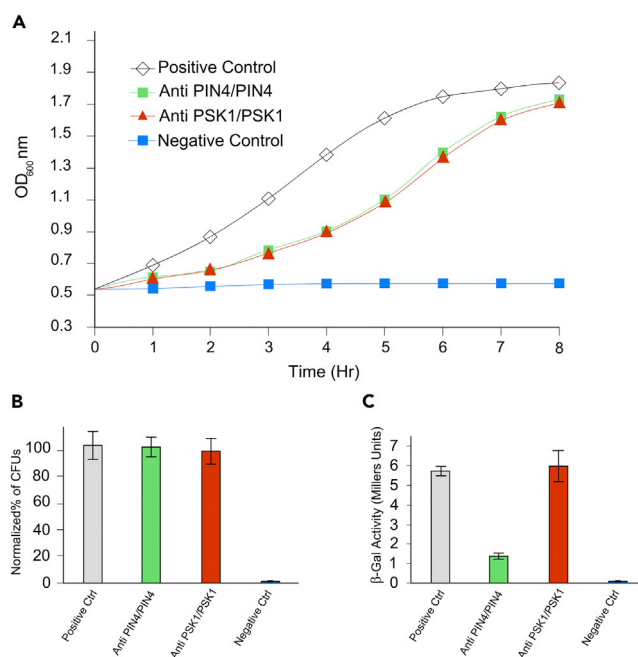 A
2.1
1.9
1.7
1.5
1.3
1.1
0.9
0.7
0.5
0.3
OD600 nm
Positive Control
Anti PIN4/PIN4
Anti PSK1/PSK1
Negative Control
0 1 2 3 4 5 6 7 8
Time (Hr)
B
100
80
60
40
20
0
Normalized% of CFUs
Positive Ctrl
Anti PIN4/PIN4
Anti PSK1/PSK1
Negative Ctrl
C
7
6
5
4
3
2
1
0
β-Gal Activity (Millers Units)
Positive Ctrl
Anti PIN4/PIN4
Anti PSK1/PSK1
Negative Ctrl